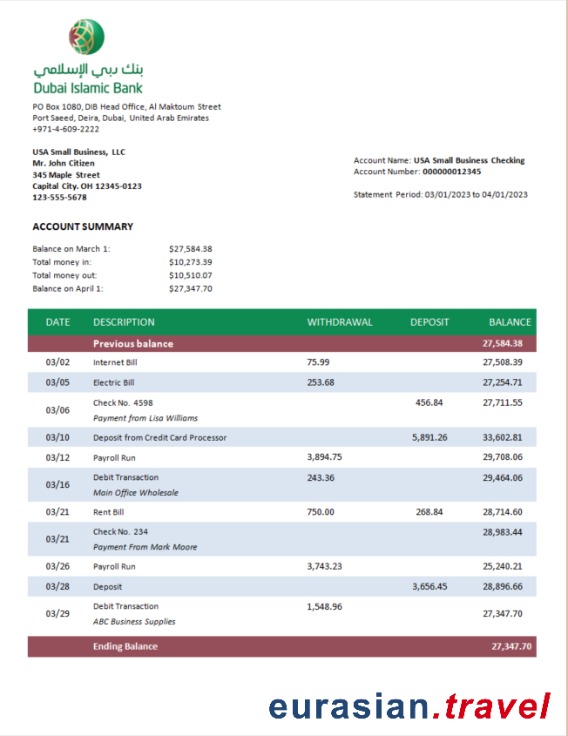 بنك دبي الإسلامي
Dubai Islamic Bank
PO Box 1080, DIB Head Office, Al Maktoum Street
Port Saeed, Deira, Dubai, United Arab Emirates
+971-4-609-2222
USA Small Business, LLC
Mr. John Citizen
345 Maple Street
Capital City. OH 12345-0123
123-555-5678
Account Name: USA Small Business Checking
Account Number: 000000012345
Statement Period: 03/01/2023 to 04/01/2023
ACCOUNT SUMMARY
Balance on March 1: $27,584.38
Total money in: $10,273.39
Total money out: $10,510.07
Balance on April 1: $27,347.70
DATE DESCRIPTION WITHDRAWAL DEPOSIT BALANCE
Previous balance 27,584.38
03/02 Internet Bill 75.99 27,508.39
03/05 Electric Bill 253.68 27,254.71
03/06 Check No. 4598 456.84 27,711.55
Payment from Lisa Williams
03/10 Deposit from Credit Card Processor 5,891.26 33,602.81
03/12 Payroll Run 3,894.75 29,708.06
03/16 Debit Transaction 243.36 29,464.06
Main Office Wholesale
03/21 Rent Bill 750.00 268.84 28,714.60
03/21 Check No. 234 28,983.44
Payment From Mark Moore
03/26 Payroll Run 3,743.23 25,240.21
03/28 Deposit 3,656.45 28,896.66
03/29 Debit Transaction 1,548.96 27,347.70
ABC Business Supplies
Ending Balance 27,347.70
eurasian.travel